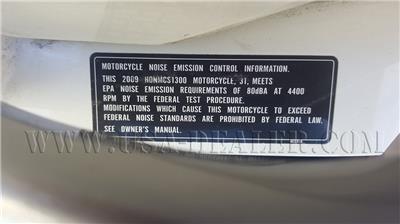 MOTORCYCLE NOISE EMISSION CONTROL INFORMATION.
THIS 2009 HONMCS1300 MOTORCYCLE, JT, MEETS
EPA NOISE EMISSION REQUIREMENTS OF 80dBA AT 4400
RPM BY THE FEDERAL TEST PROCEDURE.
MODIFICATIONS WHICH CAUSE THIS MOTORCYCLE TO EXCEED
FEDERAL NOISE STANDARDS ARE PROHIBITED BY FEDERAL LAW.
SEE OWNER'S MANUAL.
WWW.USA-DEALER.COM